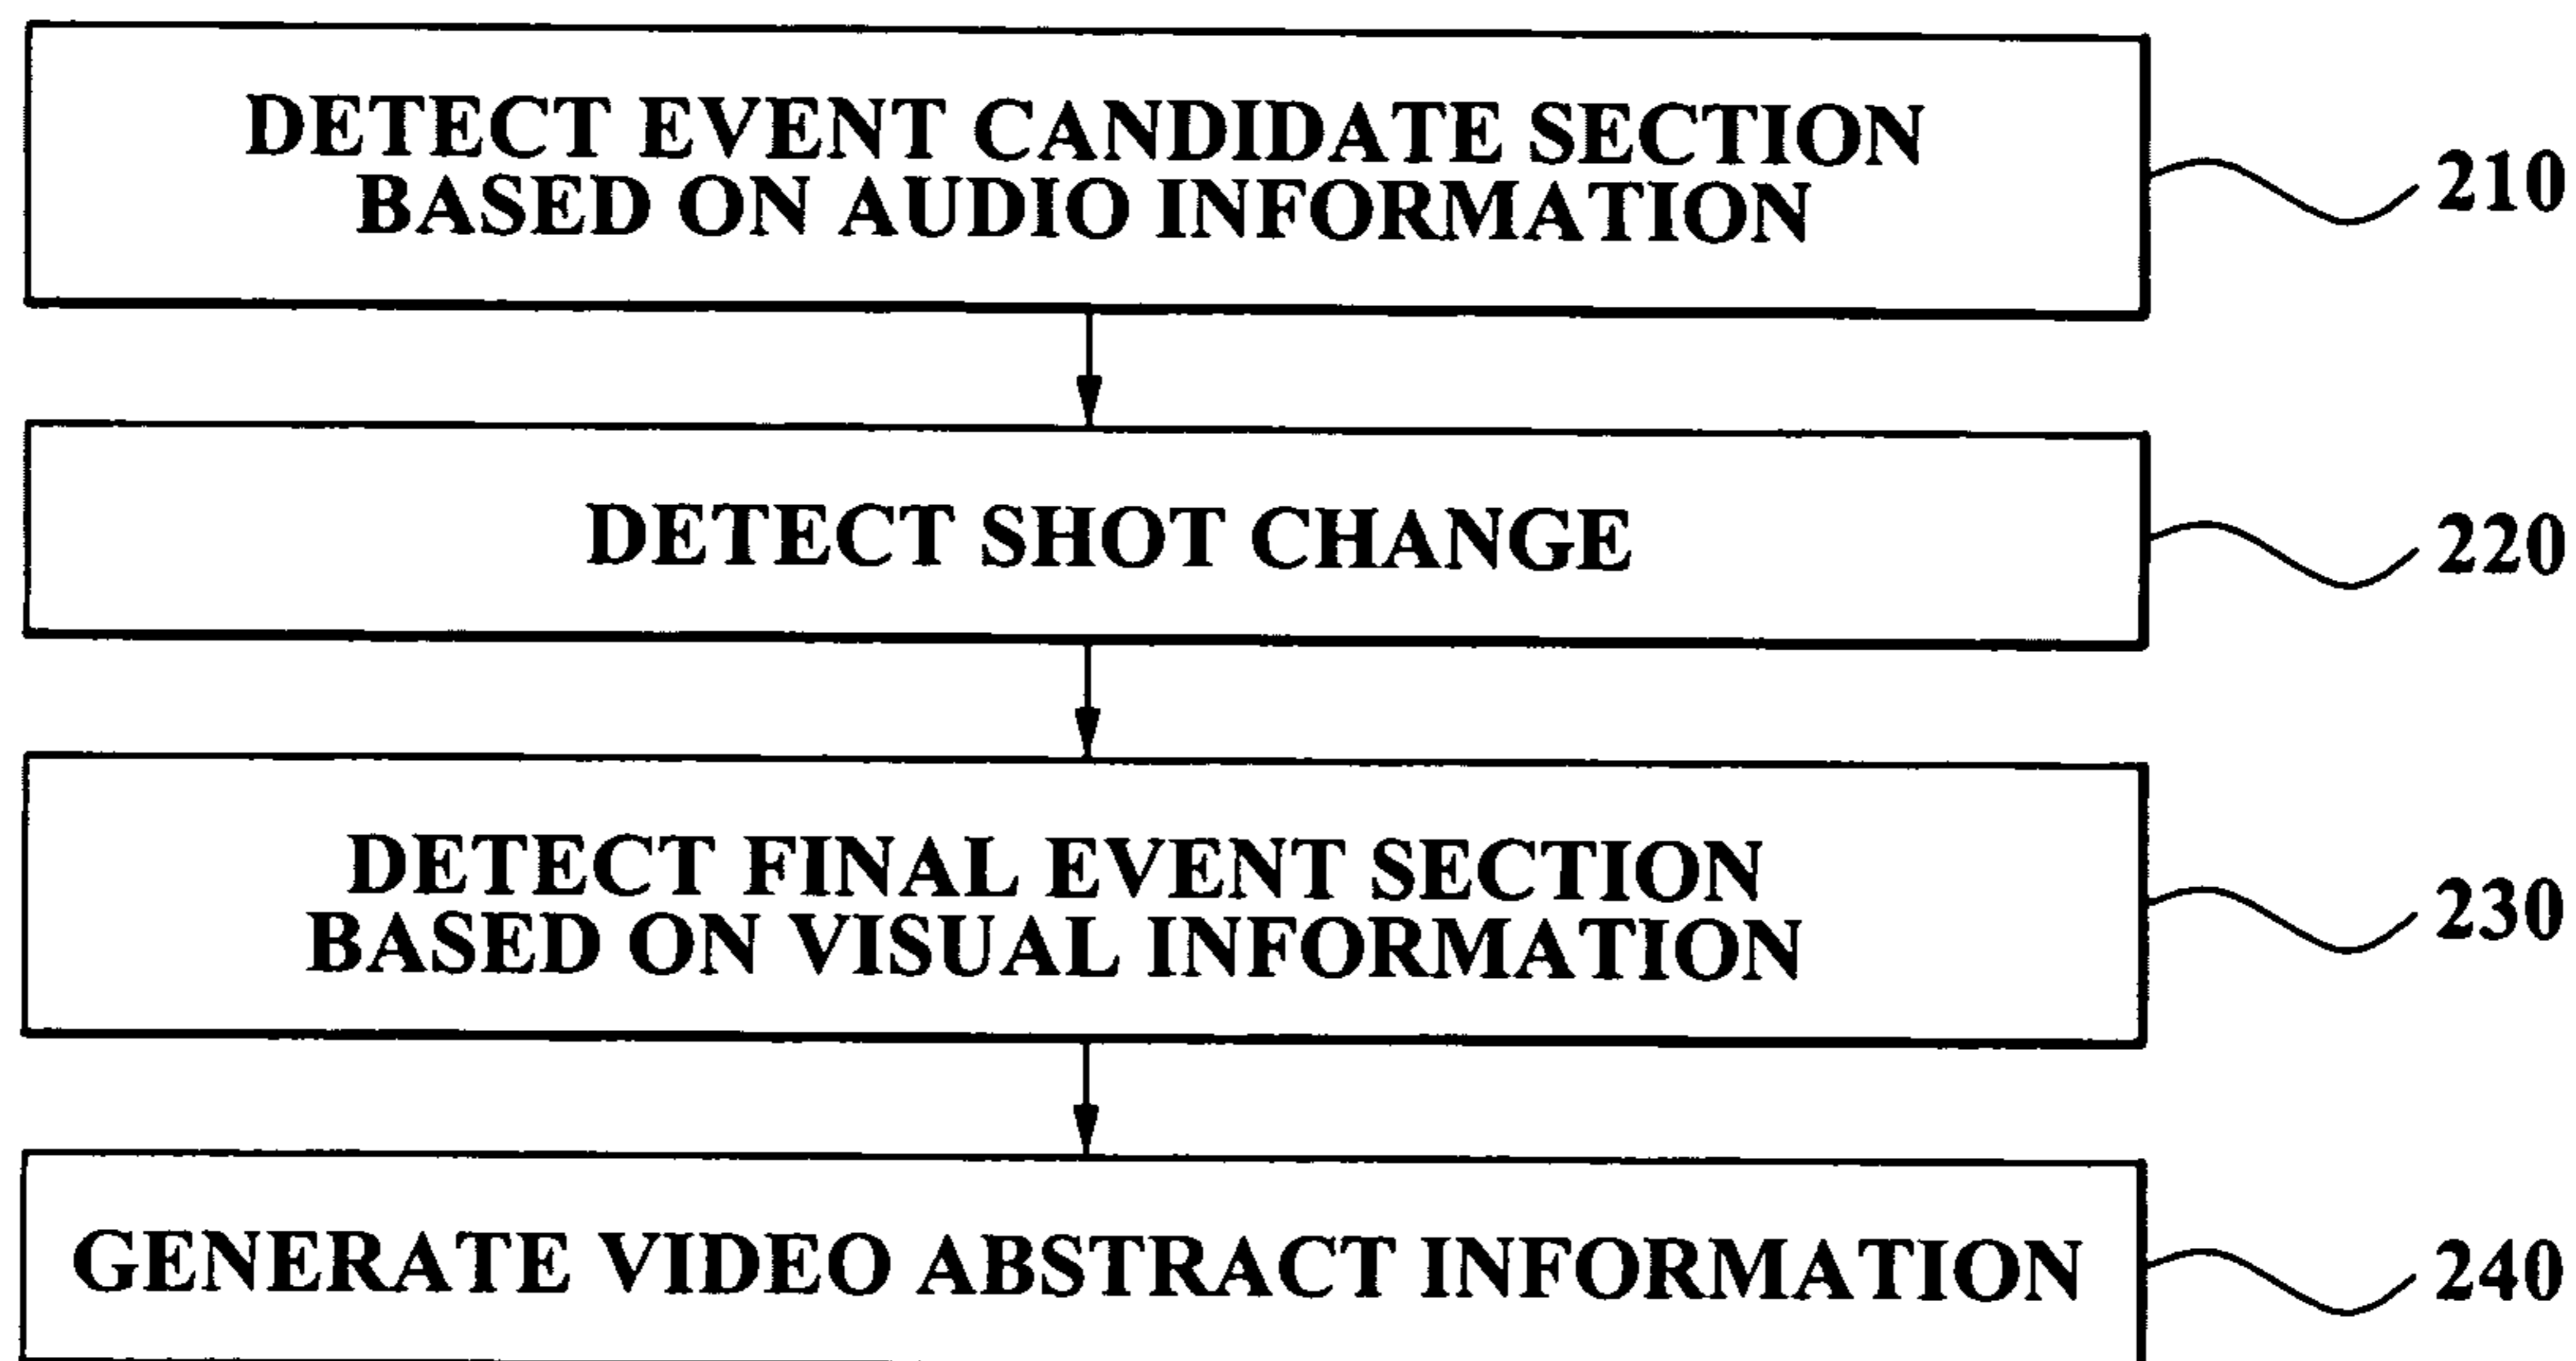 DETECT EVENT CANDIDATE SECTION
BASED ON AUDIO INFORMATION
210
DETECT SHOT CHANGE
220
DETECT FINAL EVENT SECTION
BASED ON VISUAL INFORMATION
230
GENERATE VIDEO ABSTRACT INFORMATION
240